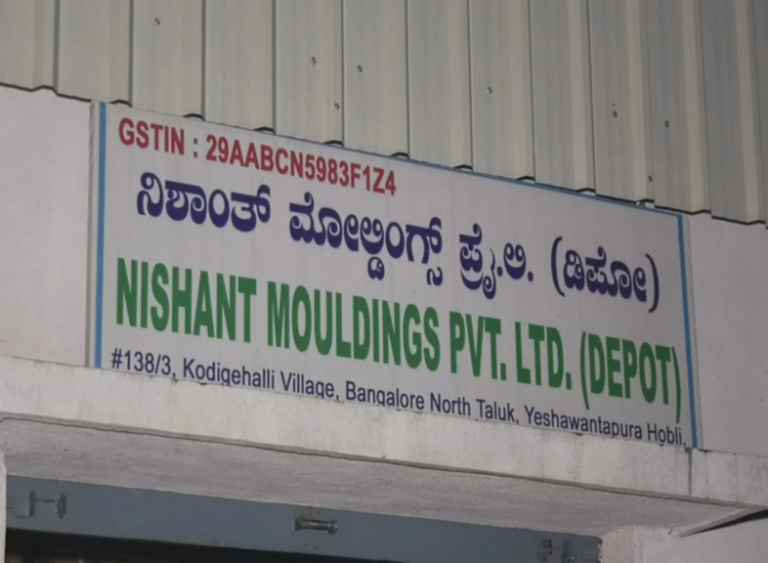 GSTIN : 29AABCN5983F1Z4
ನಿಶಾಂತ್ ಮೋಲ್ಡಿಂಗ್ಸ್ ಪ್ರೈ.ಲಿ. (ಡಿಪೋ)
NISHANT MOULDINGS PVT. LTD. (DEPOT)
#138/3, Kodigehalli Village, Bangalore North Taluk, Yeshawantapura Hobli,